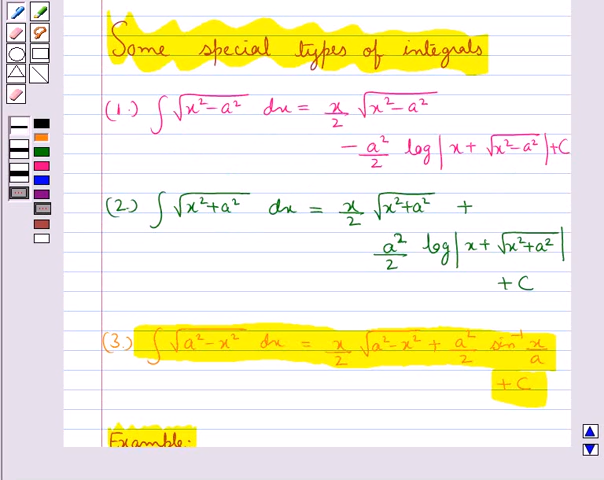 Some special types of integrals
(1.) ∫ √x²-a² dx = x/2 √x²-a²
- a²/2 log | x + √x²-a² | + C
(2.) ∫ √x²+a² dx = x/2 √x²+a² +
a²/2 log | x + √x²+a² |
+ C
(3.) ∫ √a²-x² dx = x/2 √a²-x² + a²/2 sin⁻¹ x/a
+ C
Example: